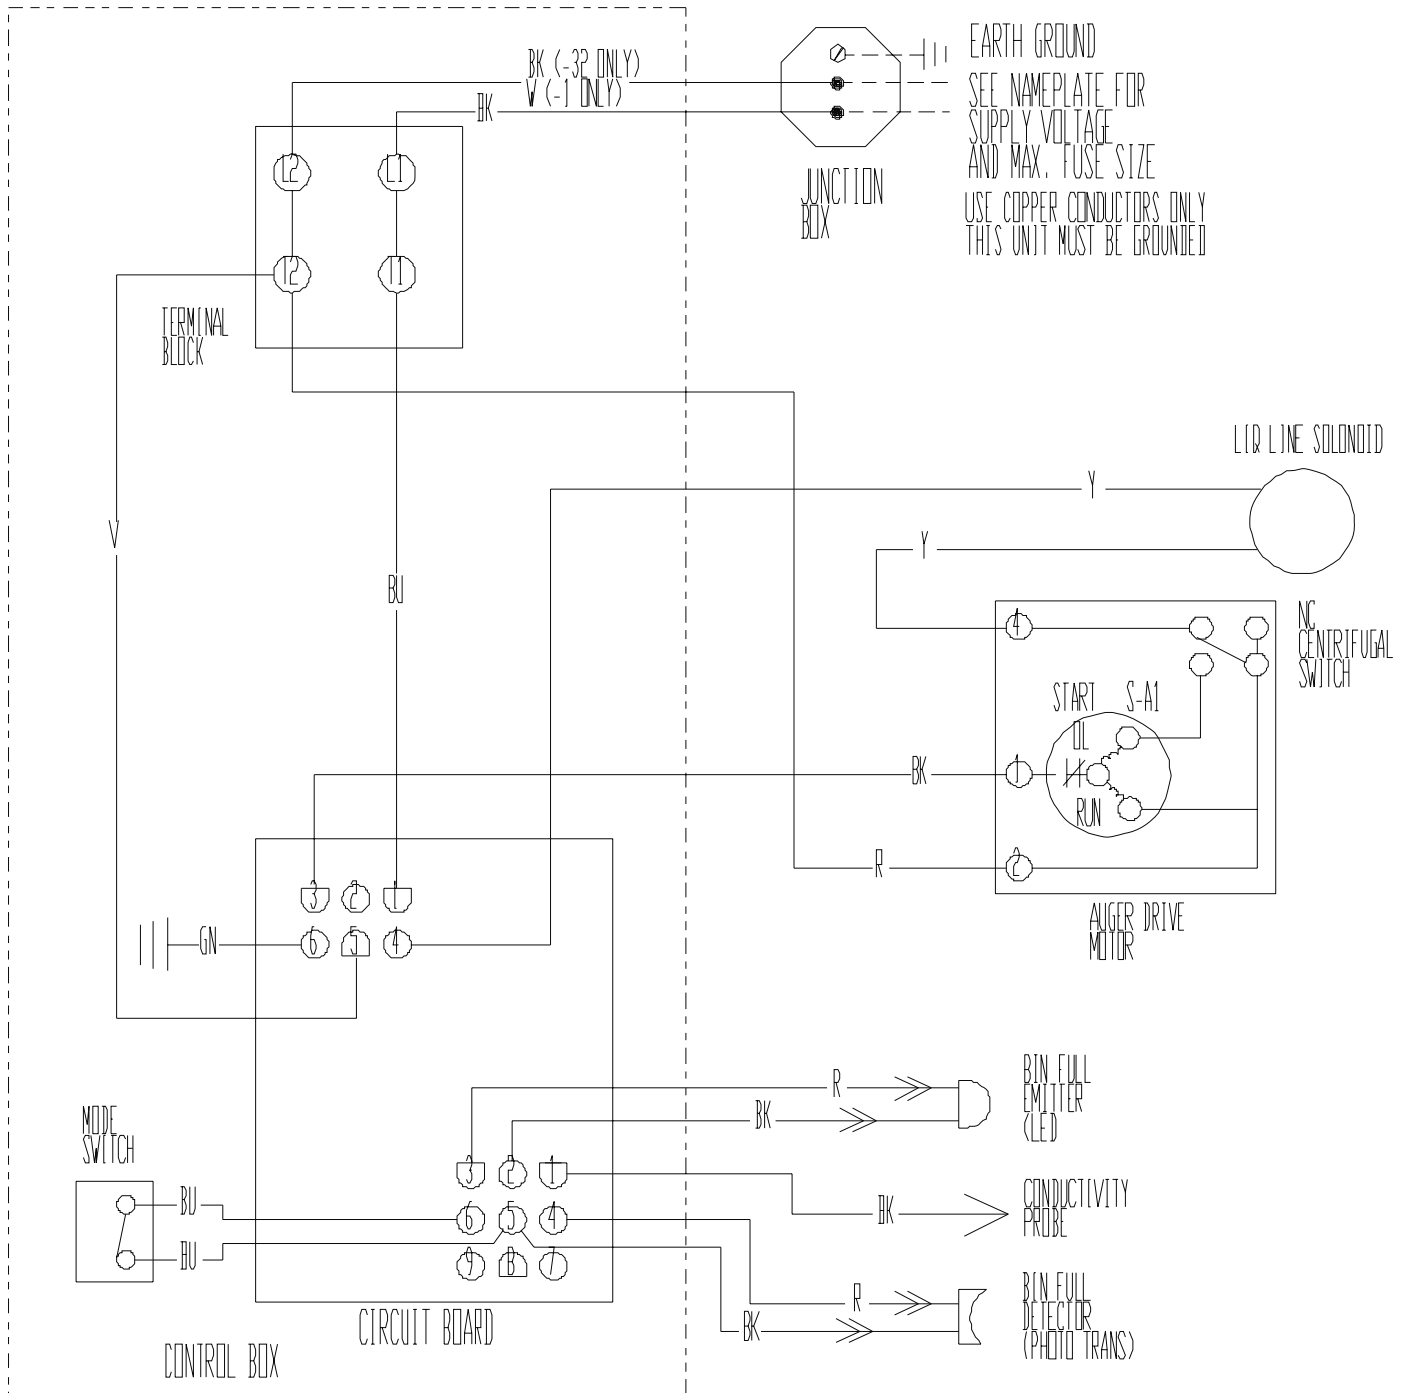 BK (-32 ONLY)
W (-1 ONLY)
BK
EARTH GROUND
SEE NAMEPLATE FOR
SUPPLY VOLTAGE
AND MAX. FUSE SIZE
USE COPPER CONDUCTORS ONLY
THIS UNIT MUST BE GROUNDED
JUNCTION
BOX
L2
L1
12
11
TERMINAL
BLOCK
V
BU
LIQ LINE SOLONOID
Y
Y
4
NC
CENTRIFUGAL
SWITCH
START S-A1
OL
BK
1
RUN
R
2
AUGER DRIVE
MOTOR
3 2 1
GN
6 5 4
MODE
SWITCH
BU
BU
R
BK
BIN FULL
EMITTER
(LED
3 2 1
6 5 4
9 8 7
BK
CONDUCTIVITY
PROBE
R
BK
BIN FULL
DETECTOR
(PHOTO TRANS)
CIRCUIT BOARD
CONTROL BOX